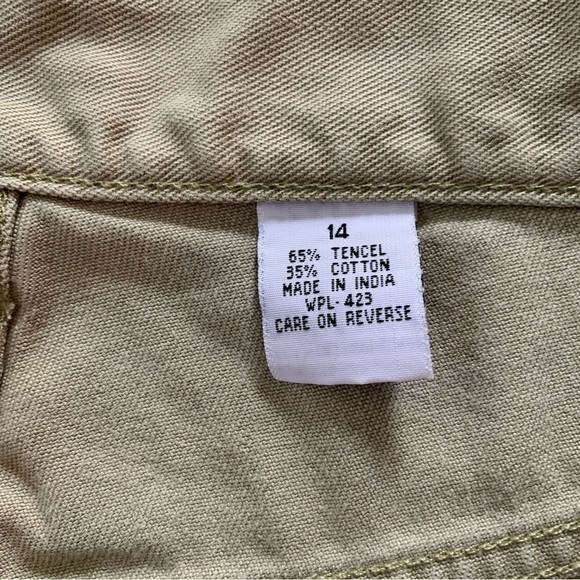 14
65% TENCEL
35% COTTON
MADE IN INDIA
WPL-423
CARE ON REVERSE